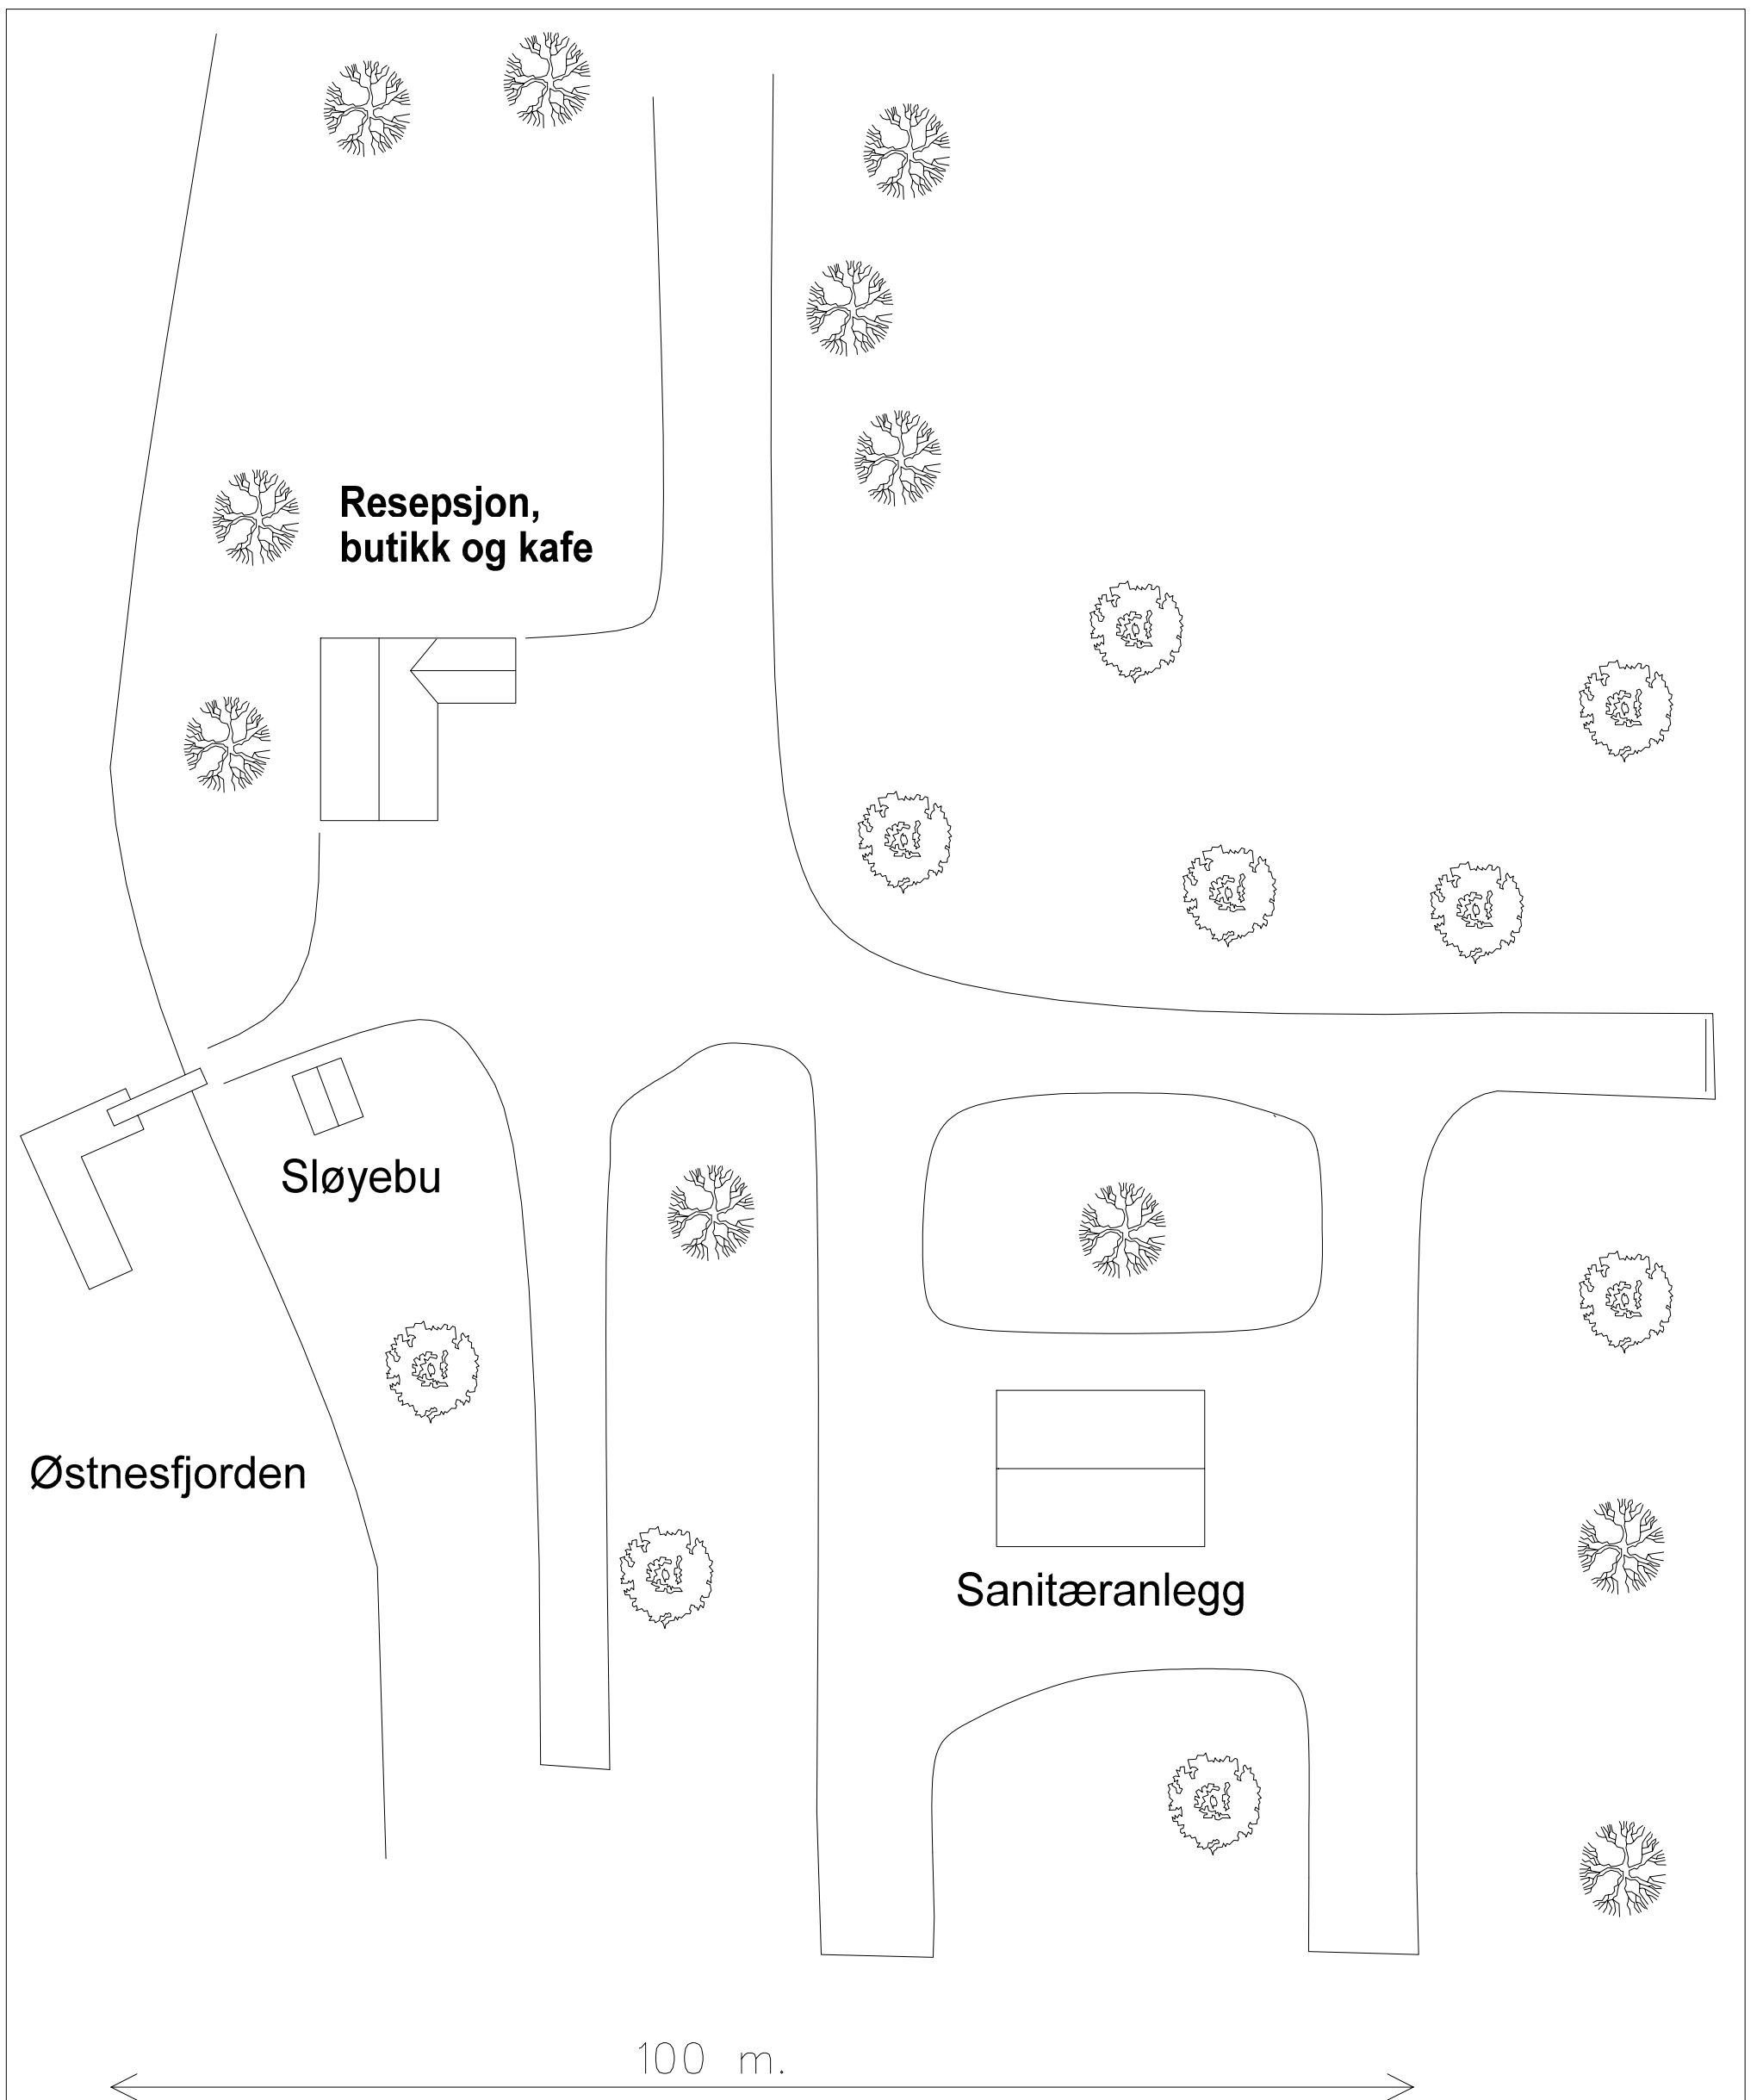 Resepsjon,
butikk og kafe
Sløyebu
Østnesfjorden
Sanitæranlegg
100 m.